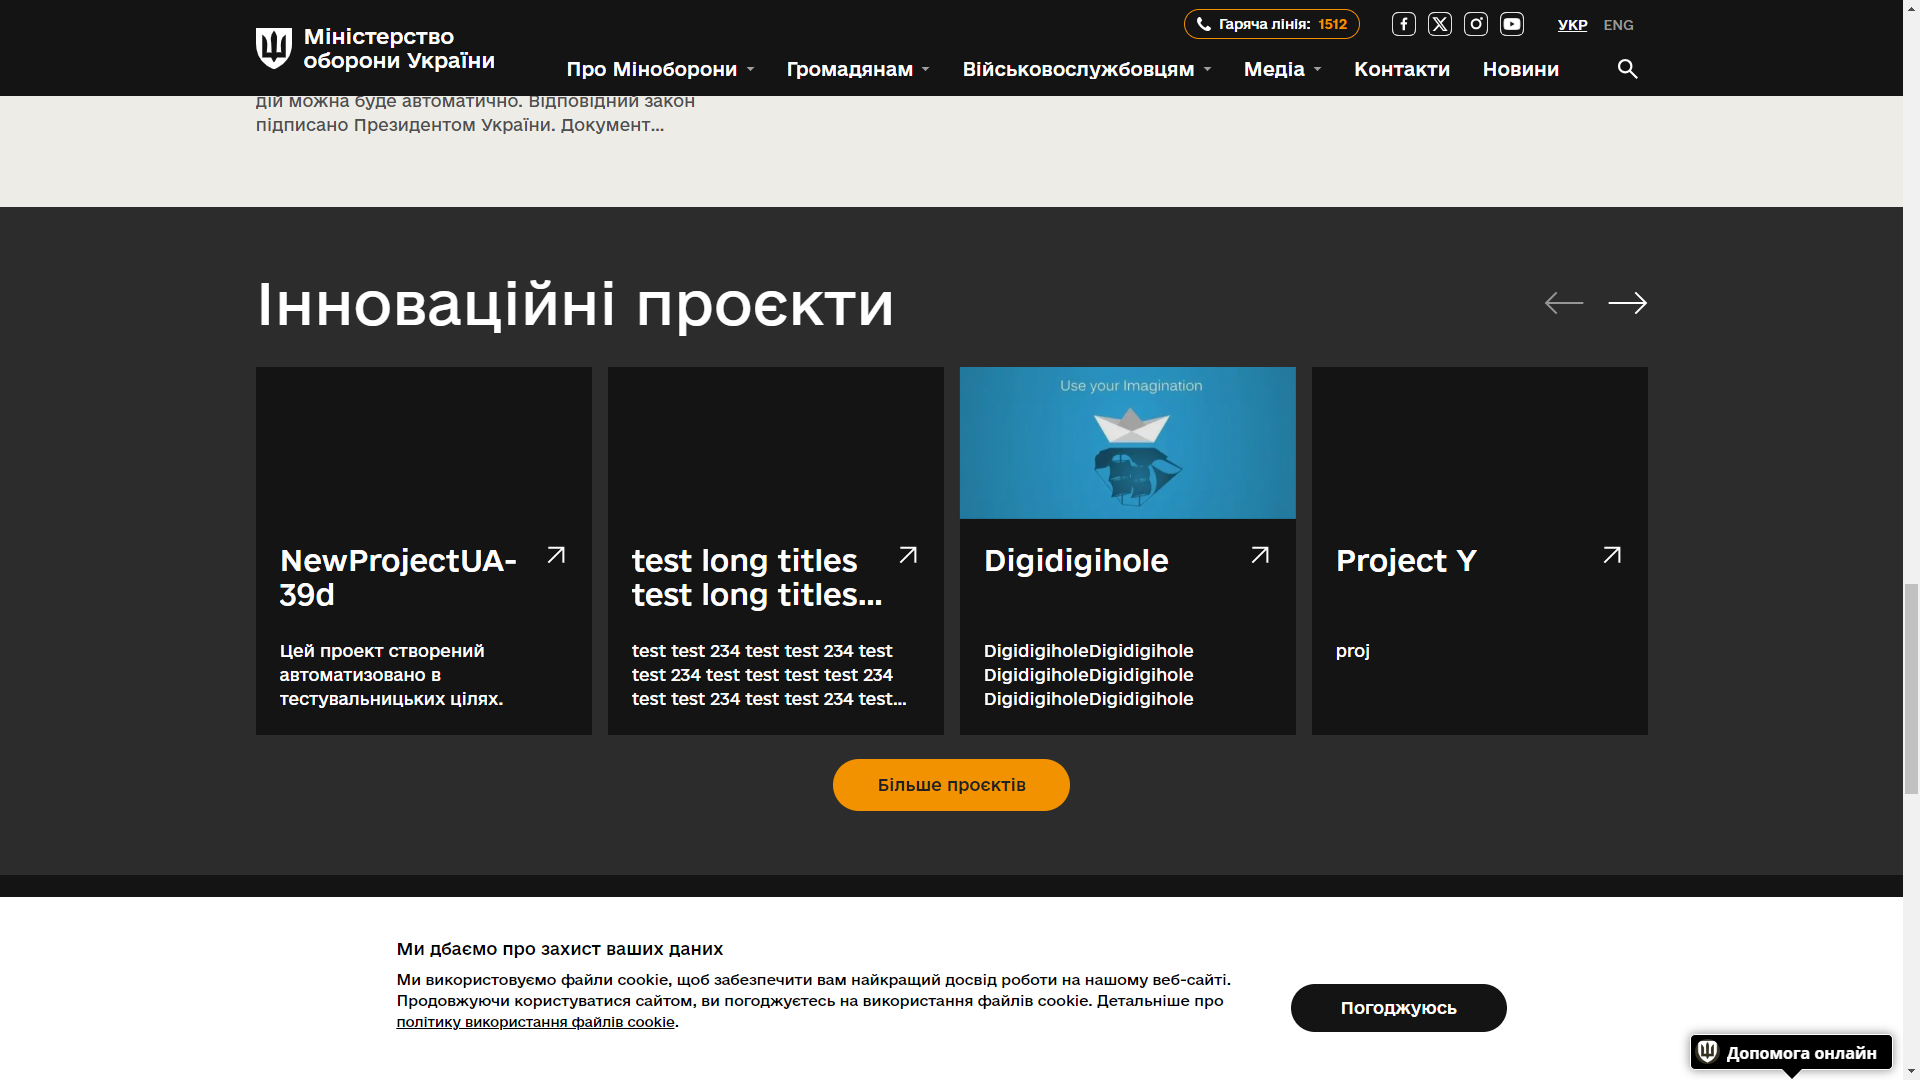 Міністерство
оборони України
Гаряча лінія: 1512
УКР ENG
Про Міноборони Громадянам Військовослужбовцям Медіа Контакти Новини
дій можна буде автоматично. Відповідний закон
підписано Президентом України. Документ...
Інноваційні проєкти
NewProjectUA-
39d
Цей проект створений
автоматизовано в
тестувальницьких цілях.
test long titles
test long titles...
test test 234 test test 234 test
test 234 test test test test 234
test test 234 test test 234 test...
Use your Imagination
Digidigihole
DigidigiholeDigidigihole
DigidigiholeDigidigihole
DigidigiholeDigidigihole
Project Y
proj
Більше проєктів
Ми дбаємо про захист ваших даних
Ми використовуємо файли cookie, щоб забезпечити вам найкращий досвід роботи на нашому веб-сайті.
Продовжуючи користуватися сайтом, ви погоджуєтесь на використання файлів cookie. Детальніше про
політику використання файлів cookie.
Погоджуюсь
Допомога онлайн